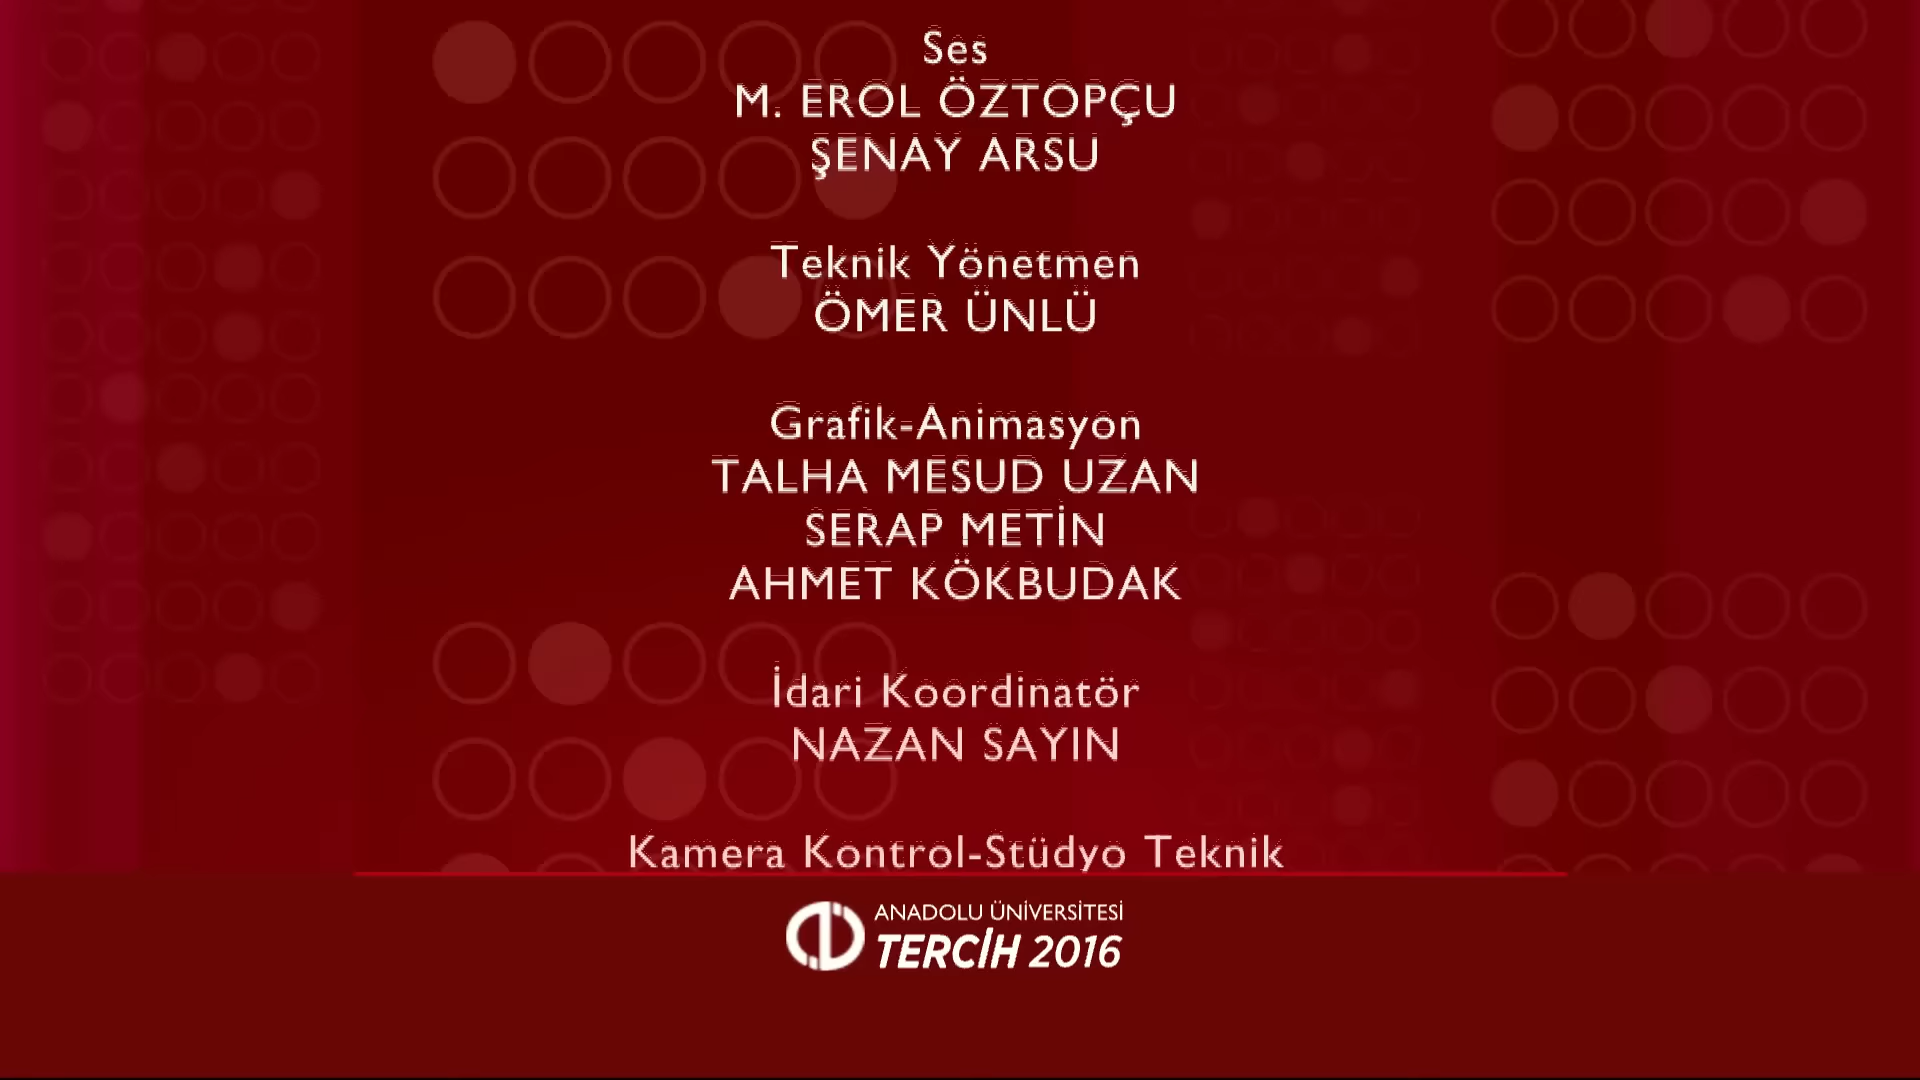 Ses
M. EROL ÖZTOPÇU
ŞENAY ARSU
Teknik Yönetmen
ÖMER ÜNLÜ
Grafik-Animasyon
TALHA MESUD UZAN
SERAP METİN
AHMET KÖKBUDAK
İdari Koordinatör
NAZAN SAYIN
Kamera Kontrol-Stüdyo Teknik
ANADOLU ÜNİVERSİTESİ
TERCİH 2016